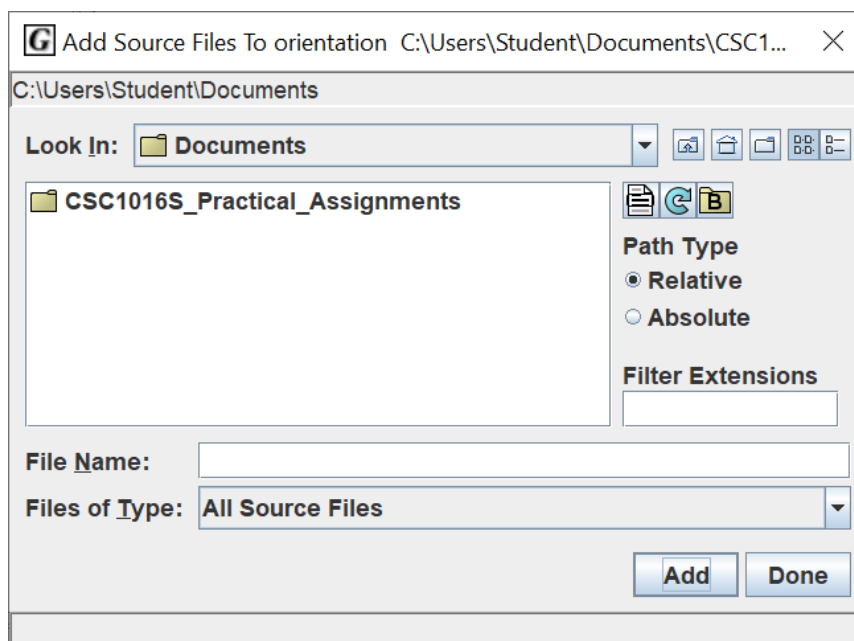 G Add Source Files To orientation C:\Users\Student\Documents\CSC1...
C:\Users\Student\Documents
Look In: Documents
CSC1016S_Practical_Assignments
B
Path Type
Relative
Absolute
Filter Extensions
File Name:
Files of Type: All Source Files
Add Done